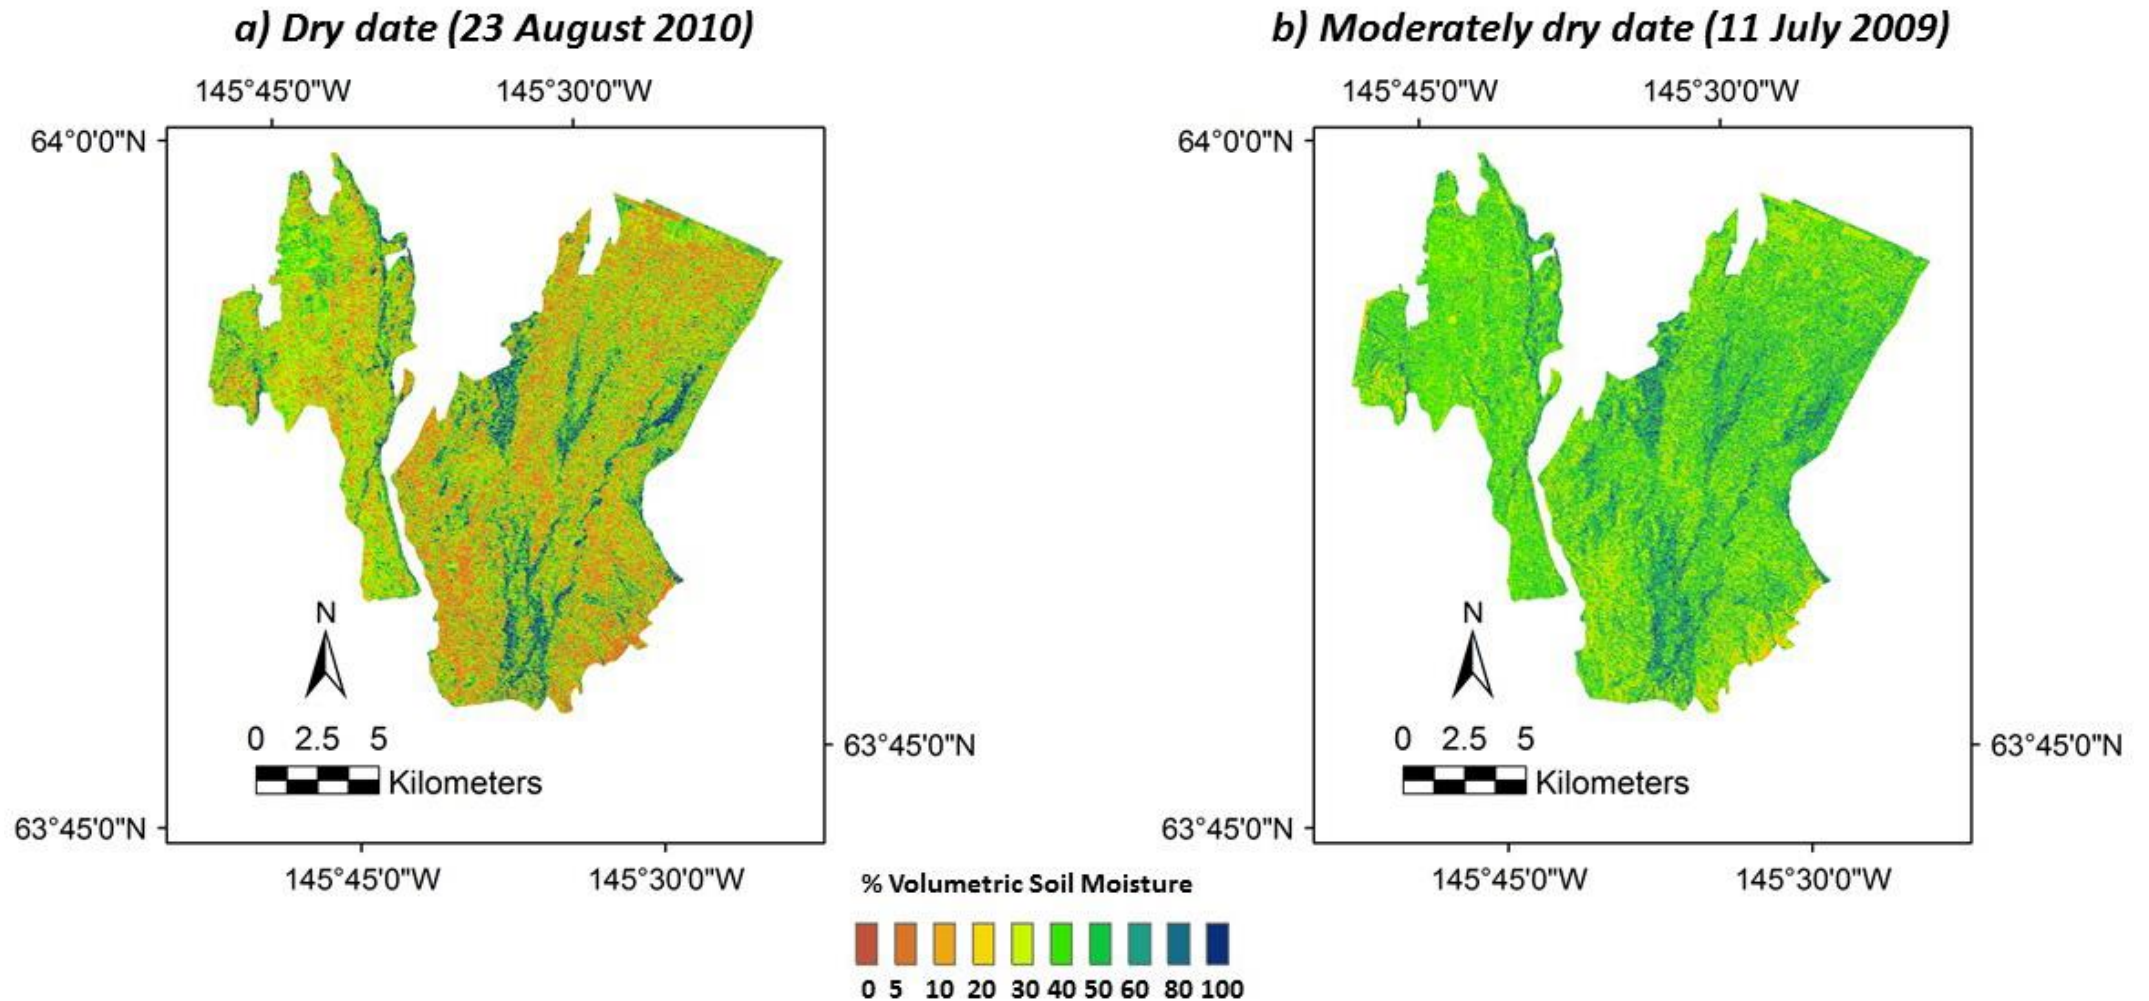 a) Dry date (23 August 2010)
145°45'0"W 145°30'0"W
64°0'0"N
N
0 2.5 5
Kilometers
63°45'0"N
63°45'0"N
145°45'0"W 145°30'0"W
b) Moderately dry date (11 July 2009)
145°45'0"W 145°30'0"W
64°0'0"N
N
0 2.5 5
Kilometers
63°45'0"N
63°45'0"N
145°45'0"W 145°30'0"W
% Volumetric Soil Moisture
0 5 10 20 30 40 50 60 80 100